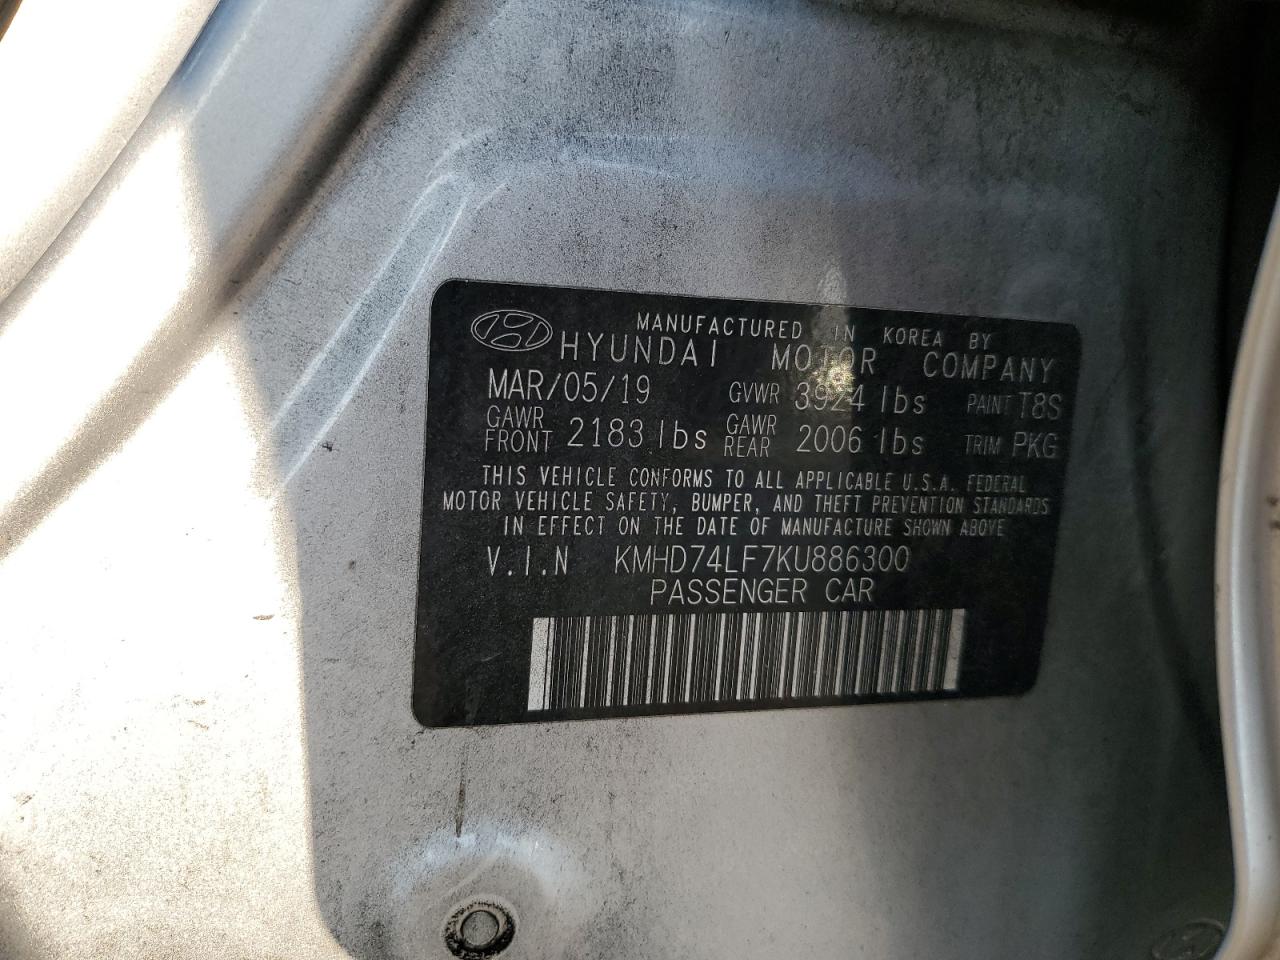 MANUFACTURED IN KOREA BY
HYUNDAI MOTOR COMPANY
MAR/05/19 GVWR 3924 lbs PAINT T8S
GAWR FRONT 2183 lbs GAWR REAR 2006 lbs TRIM PKG
THIS VEHICLE CONFORMS TO ALL APPLICABLE U.S.A. FEDERAL
MOTOR VEHICLE SAFETY, BUMPER, AND THEFT PREVENTION STANDARDS
IN EFFECT ON THE DATE OF MANUFACTURE SHOWN ABOVE
V.I.N KMHD74LF7KU886300
PASSENGER CAR